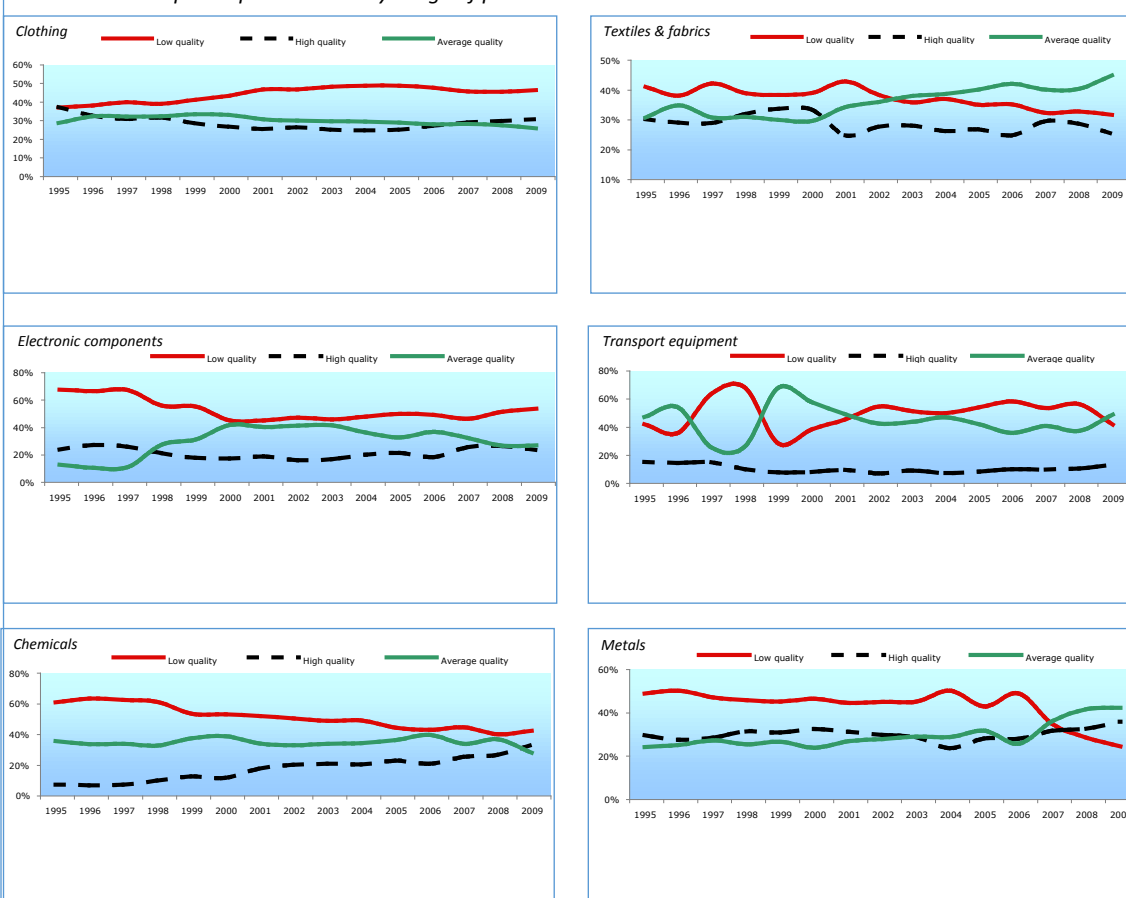 Clothing
Low quality High quality Average quality
60%
50%
40%
30%
20%
10%
0%
1995 1996 1997 1998 1999 2000 2001 2002 2003 2004 2005 2006 2007 2008 2009
Textiles & fabrics
Low quality High quality Average quality
50%
40%
30%
20%
10%
1995 1996 1997 1998 1999 2000 2001 2002 2003 2004 2005 2006 2007 2008 2009
Electronic components
Low quality High quality Average quality
80%
60%
40%
20%
0%
1995 1996 1997 1998 1999 2000 2001 2002 2003 2004 2005 2006 2007 2008 2009
Transport equipment
Low quality High quality Average quality
80%
60%
40%
20%
0%
1995 1996 1997 1998 1999 2000 2001 2002 2003 2004 2005 2006 2007 2008 2009
Chemicals
Low quality High quality Average quality
80%
60%
40%
20%
0%
1995 1996 1997 1998 1999 2000 2001 2002 2003 2004 2005 2006 2007 2008 2009
Metals
Low quality High quality Average quality
60%
40%
20%
0%
1995 1996 1997 1998 1999 2000 2001 2002 2003 2004 2005 2006 2007 2008